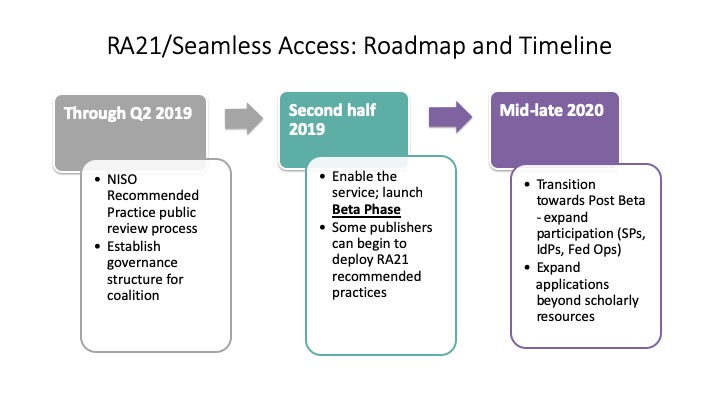 RA21/Seamless Access: Roadmap and Timeline
Through Q2 2019
• NISO
Recommended
Practice public
review process
• Establish
governance
structure for
coalition
Second half
2019
• Enable the
service; launch
Beta Phase
• Some publishers
can begin to
deploy RA21
recommended
practices
Mid-late 2020
• Transition
towards Post Beta
- expand
participation (SPs,
IdPs, Fed Ops)
• Expand
applications
beyond scholarly
resources